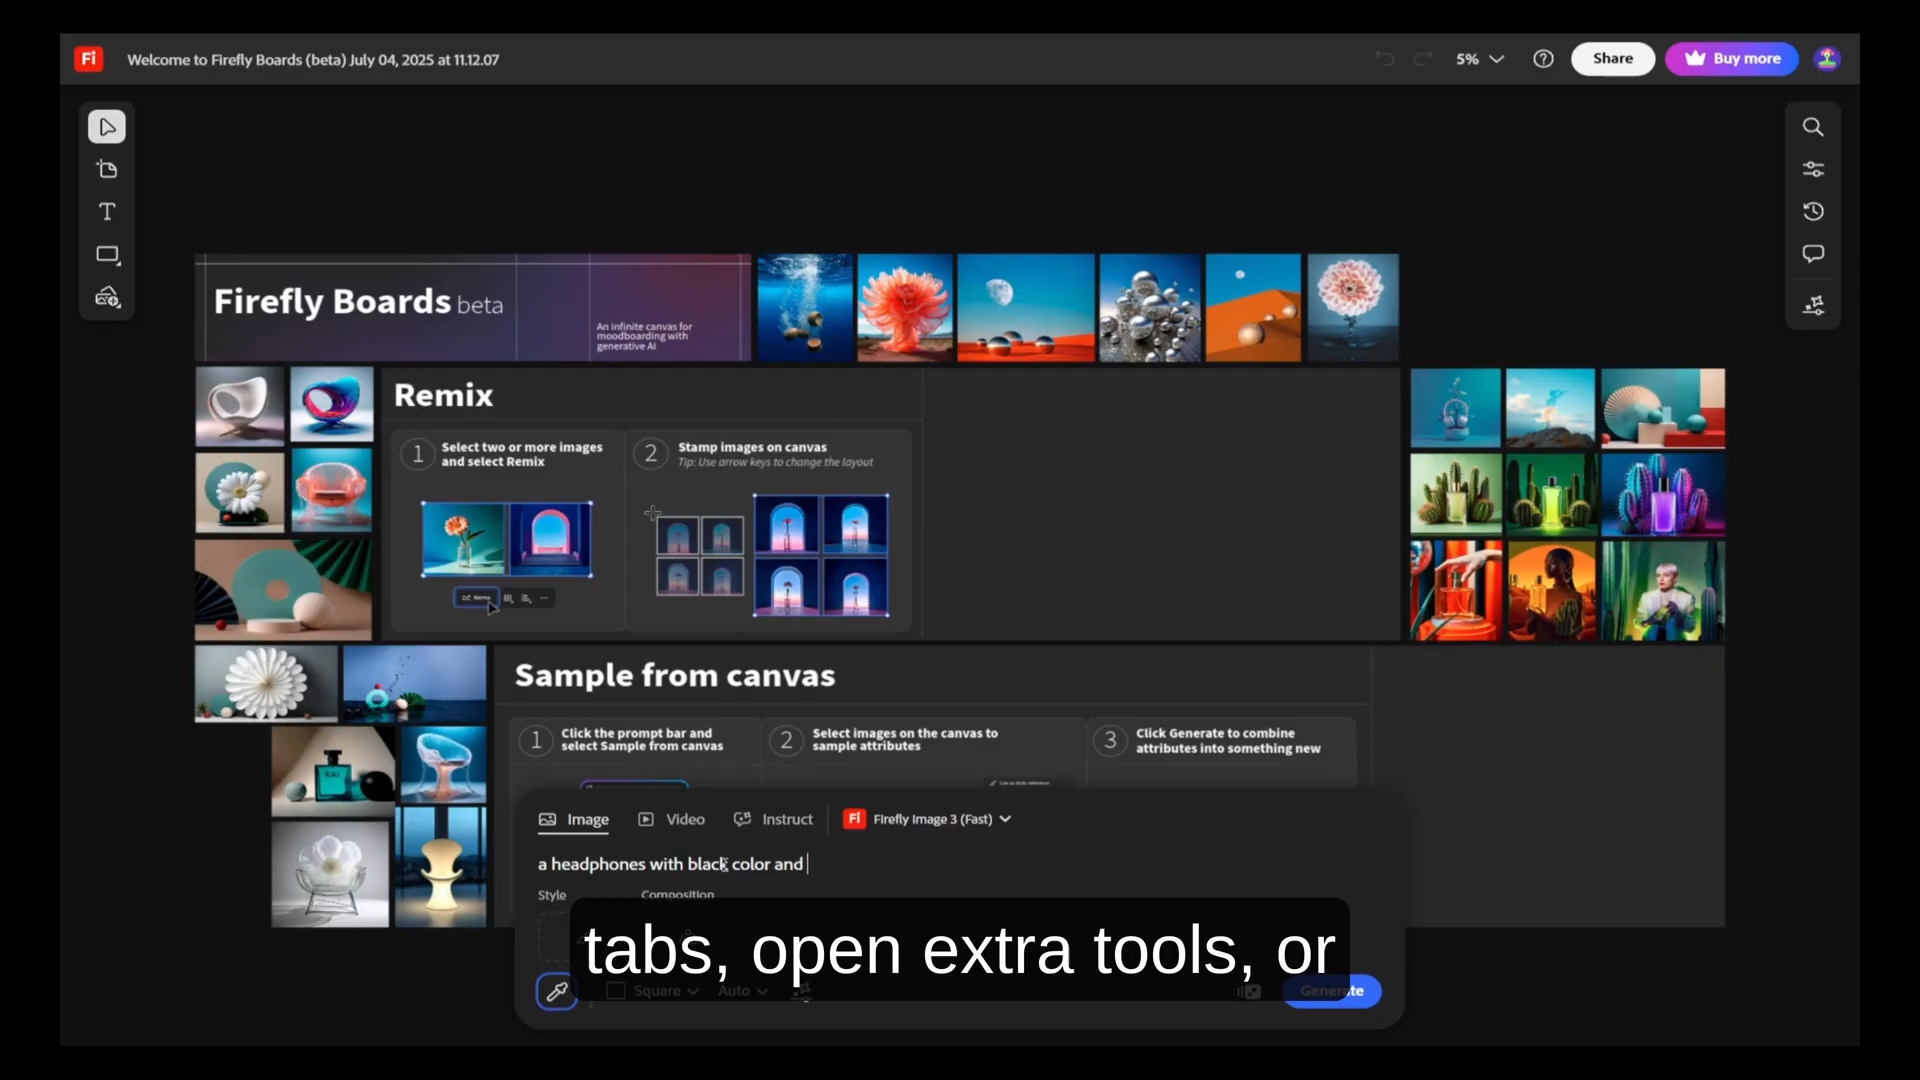 Fi Welcome to Firefly Boards (beta) July 04, 2025 at 11.12.07
5%
Share
Buy more
Firefly Boards beta
An infinite canvas for
moodboarding with
generative AI
Remix
1
Select two or more images
and select Remix
2
Stamp images on canvas
Tip: Use arrow keys to change the layout
Remix
Sample from canvas
1
Click the prompt bar and
select Sample from canvas
2
Select images on the canvas to
sample attributes
3
Click Generate to combine
attributes into something new
Image
Video
Instruct
Fi Firefly Image 3 (Fast)
a headphones with black color and
Style
Composition
tabs, open extra tools, or
Square
Auto
Generate